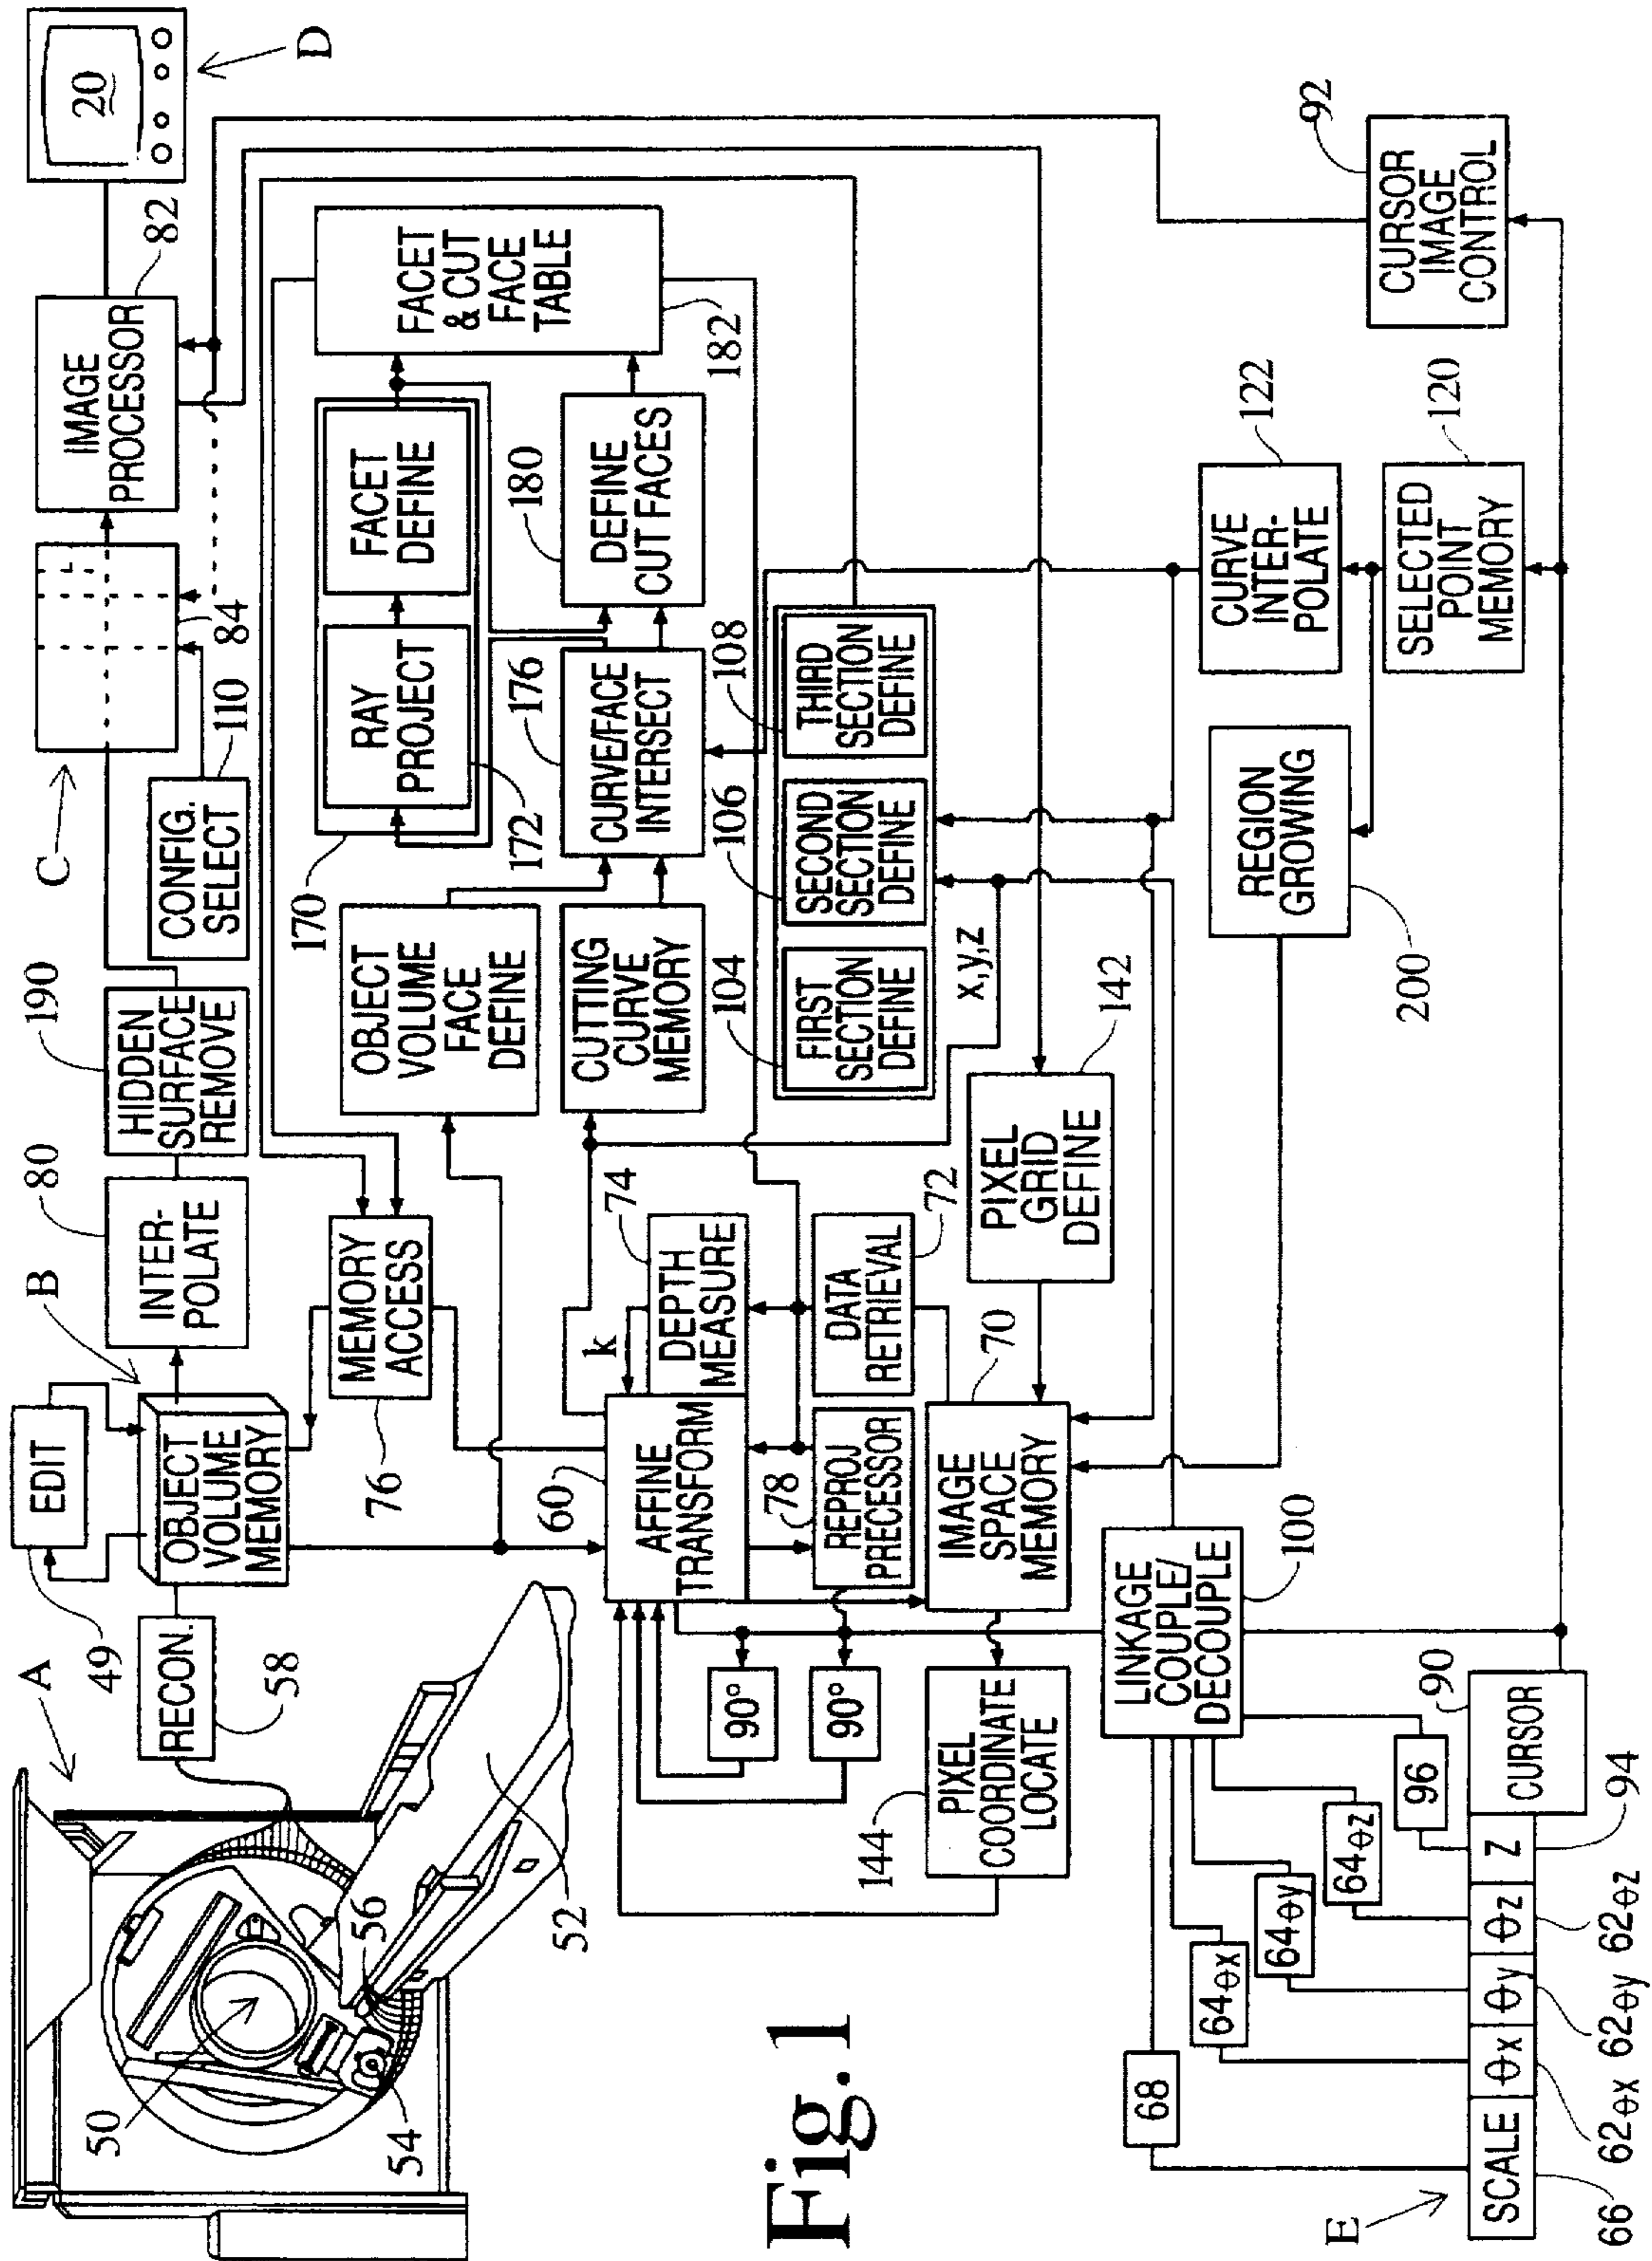 A
49
EDIT
B
80
190
C
D
20
RECON.
58
OBJECT
VOLUME
MEMORY
INTER-
POLATE
HIDDEN
SURFACE
REMOVE
CONFIG.
SELECT
110
84
IMAGE
PROCESSOR
82
50
54
56
52
76
MEMORY
ACCESS
OBJECT
VOLUME
FACE
DEFINE
170
RAY
PROJECT
172
FACET
DEFINE
FACET
& CUT
FACE
TABLE
182
60
AFFINE
TRANSFORM
k
74
DEPTH
MEASURE
CUTTING
CURVE
MEMORY
176
CURVE/FACE
INTERSECT
180
DEFINE
CUT FACES
90°
90°
78
REPROJ
PRECESSOR
DATA
RETRIEVAL
72
104
FIRST
SECTION
DEFINE
106
SECOND
SECTION
DEFINE
108
THIRD
SECTION
DEFINE
x,y,z
144
PIXEL
COORDINATE
LOCATE
IMAGE
SPACE
MEMORY
70
PIXEL
GRID
DEFINE
142
LINKAGE
COUPLE/
DECOUPLE
100
REGION
GROWING
200
CURVE
INTER-
POLATE
122
SELECTED
POINT
MEMORY
120
CURSOR
IMAGE
CONTROL
92
68
64θx
64θy
64θz
96
90
E
SCALE
θx
θy
θz
Z
CURSOR
66
62θx
62θy
62θz
94
Fig.1